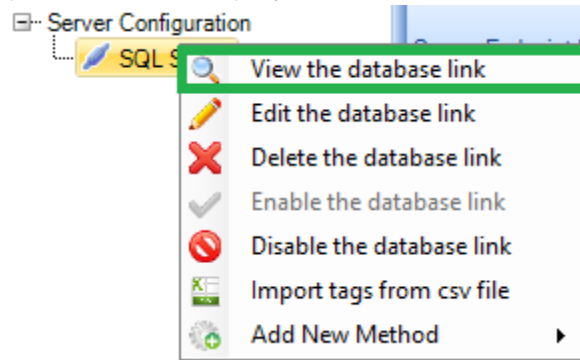 Server Configuration
SQL S
View the database link
Edit the database link
Delete the database link
Enable the database link
Disable the database link
Import tags from csv file
Add New Method